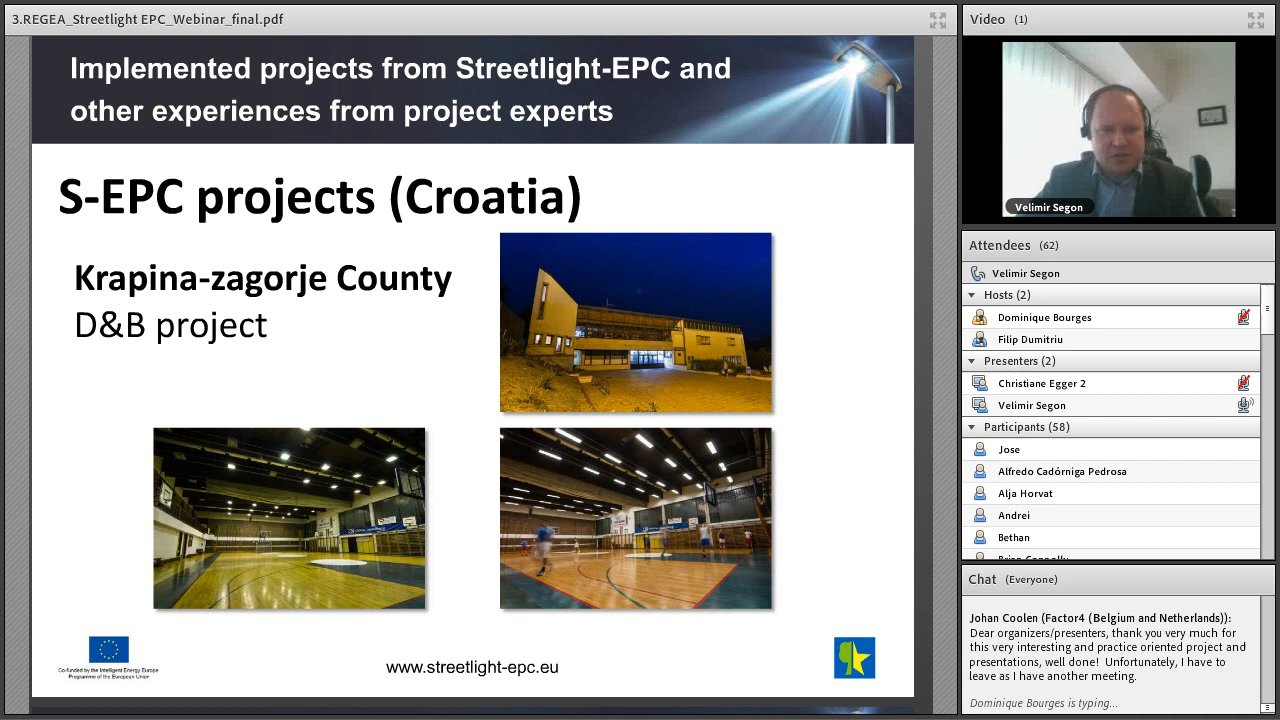 3.REGEA_Streetlight EPC_Webinar_final.pdf
Implemented projects from Streetlight-EPC and
other experiences from project experts
S-EPC projects (Croatia)
Krapina-zagorje County
D&B project
Co-funded by the Intelligent Energy Europe
Programme of the European Union
www.streetlight-epc.eu
Video (1)
Velimir Segon
Attendees (62)
Velimir Segon
Hosts (2)
Dominique Bourges
Filip Dumitriu
Presenters (2)
Christiane Egger 2
Velimir Segon
Participants (58)
Jose
Alfredo Cadórniga Pedrosa
Alja Horvat
Andrei
Bethan
Chat (Everyone)
Johan Coolen (Factor4 (Belgium and Netherlands)):
Dear organizers/presenters, thank you very much for
this very interesting and practice oriented project and
presentations, well done! Unfortunately, I have to
leave as I have another meeting.
Dominique Bourges is typing...